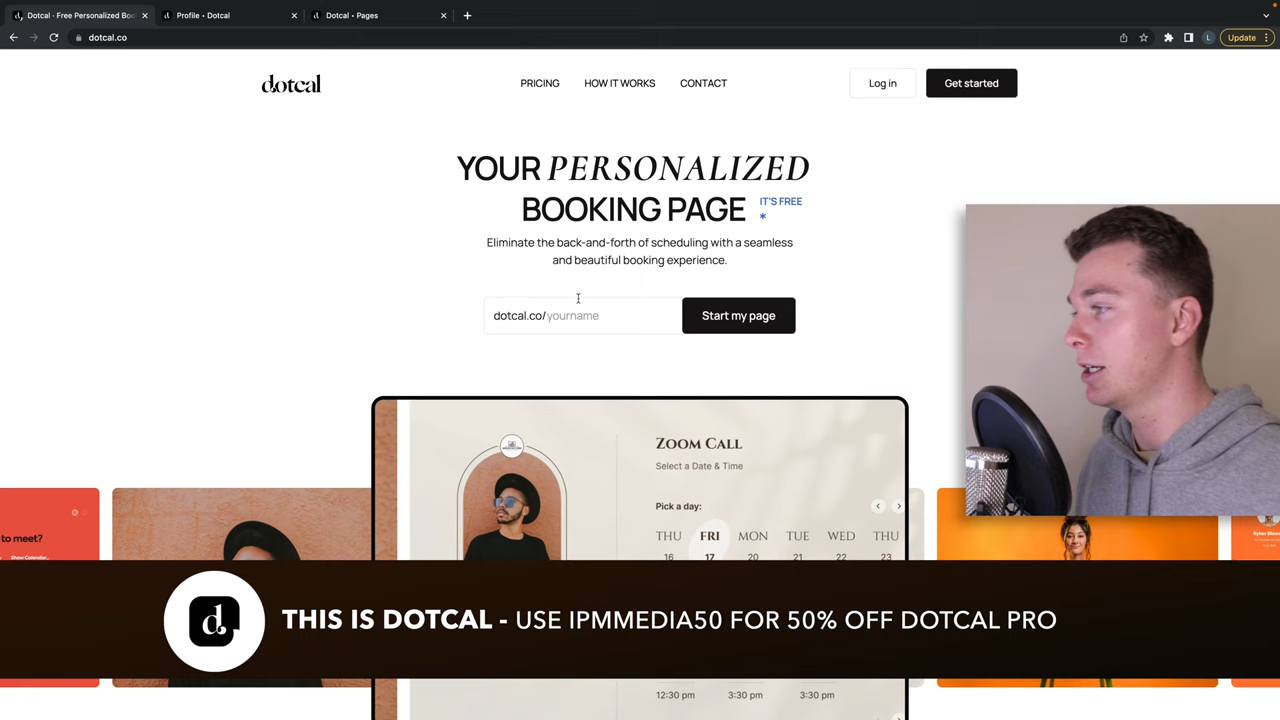 Dotcal - Free Personalized Boo
Profile • Dotcal
Dotcal • Pages
dotcal.co
L
Update
dotcal
PRICING
HOW IT WORKS
CONTACT
Log in
Get started
YOUR PERSONALIZED
BOOKING PAGE
IT'S FREE
*
Eliminate the back-and-forth of scheduling with a seamless
and beautiful booking experience.
dotcal.co/yourname
Start my page
to meet?
Show Calendar..
ZOOM CALL
Select a Date & Time
Pick a day:
THU FRI MON TUE WED THU
16 17 20 21 22 23
d
THIS IS DOTCAL - USE IPMMEDIA50 FOR 50% OFF DOTCAL PRO
12:30 pm 3:30 pm 3:30 pm